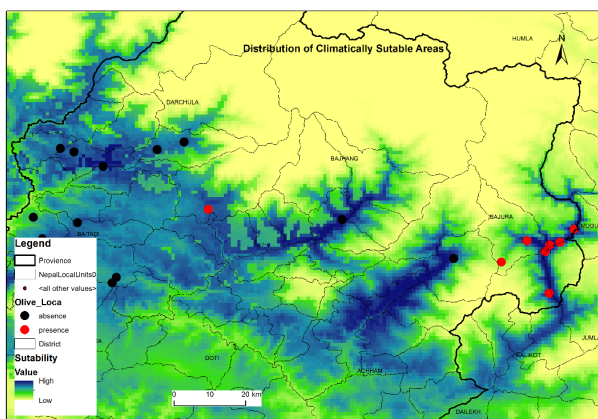 Distribution of Climatically Sutable Areas
N
HUMLA
DARCHULA
BAJHANG
BAJURA
MUGU
BAITADI
Legend
Provience
NepalLocalUnits0
<all other values>
Olive_Loca
absence
presence
District
Sutability
Value
High
Low
DOTI
ACHHAM
KALIKOT
JUMLA
DAILEKH
0 10 20 km